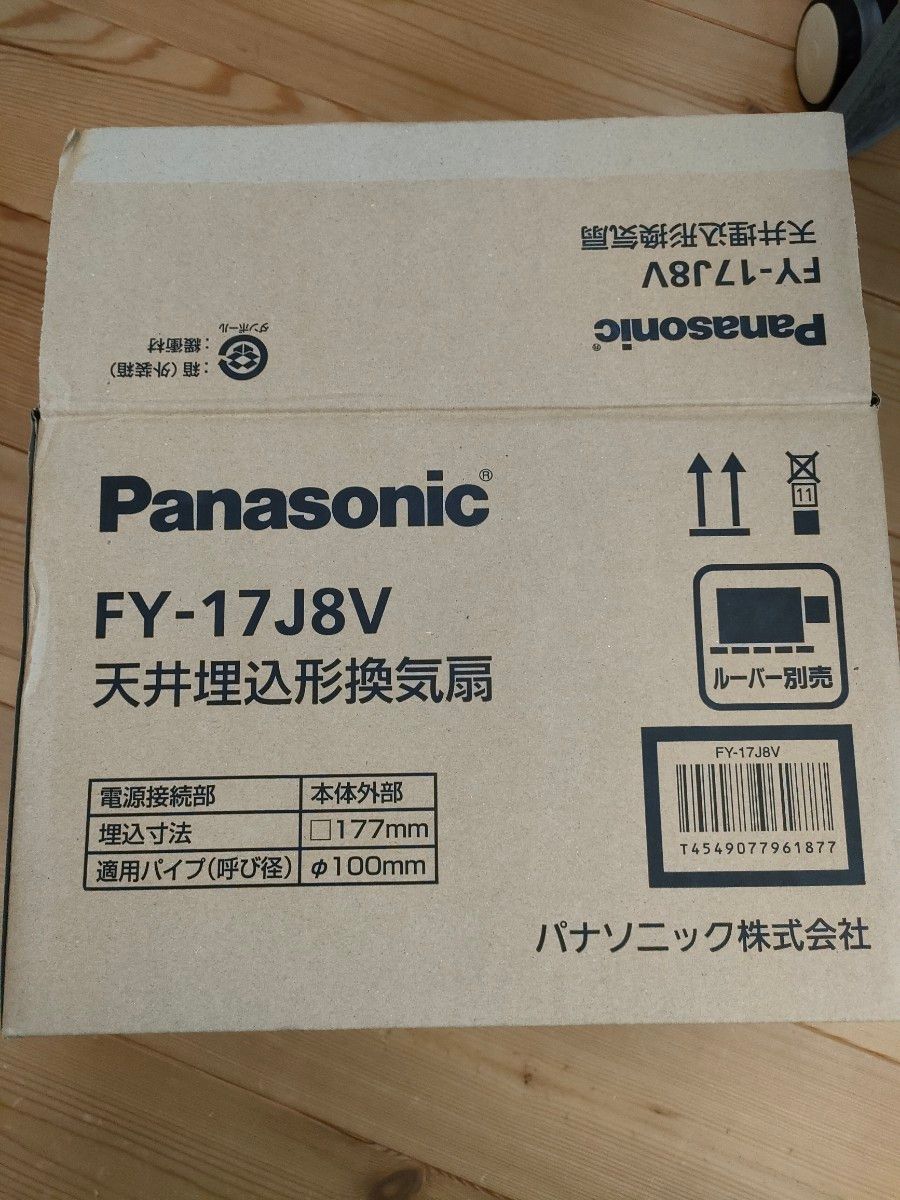 天井埋込形換気扇
FY-17J8V
Panasonic®
ダンボール
：緩衝材
：箱（外装箱）
Panasonic®
11
FY-17J8V
天井埋込形換気扇
ルーバー別売
電源接続部 本体外部
埋込寸法 □177mm
適用パイプ（呼び径） φ100mm
FY-17J8V
T4549077961877
パナソニック株式会社